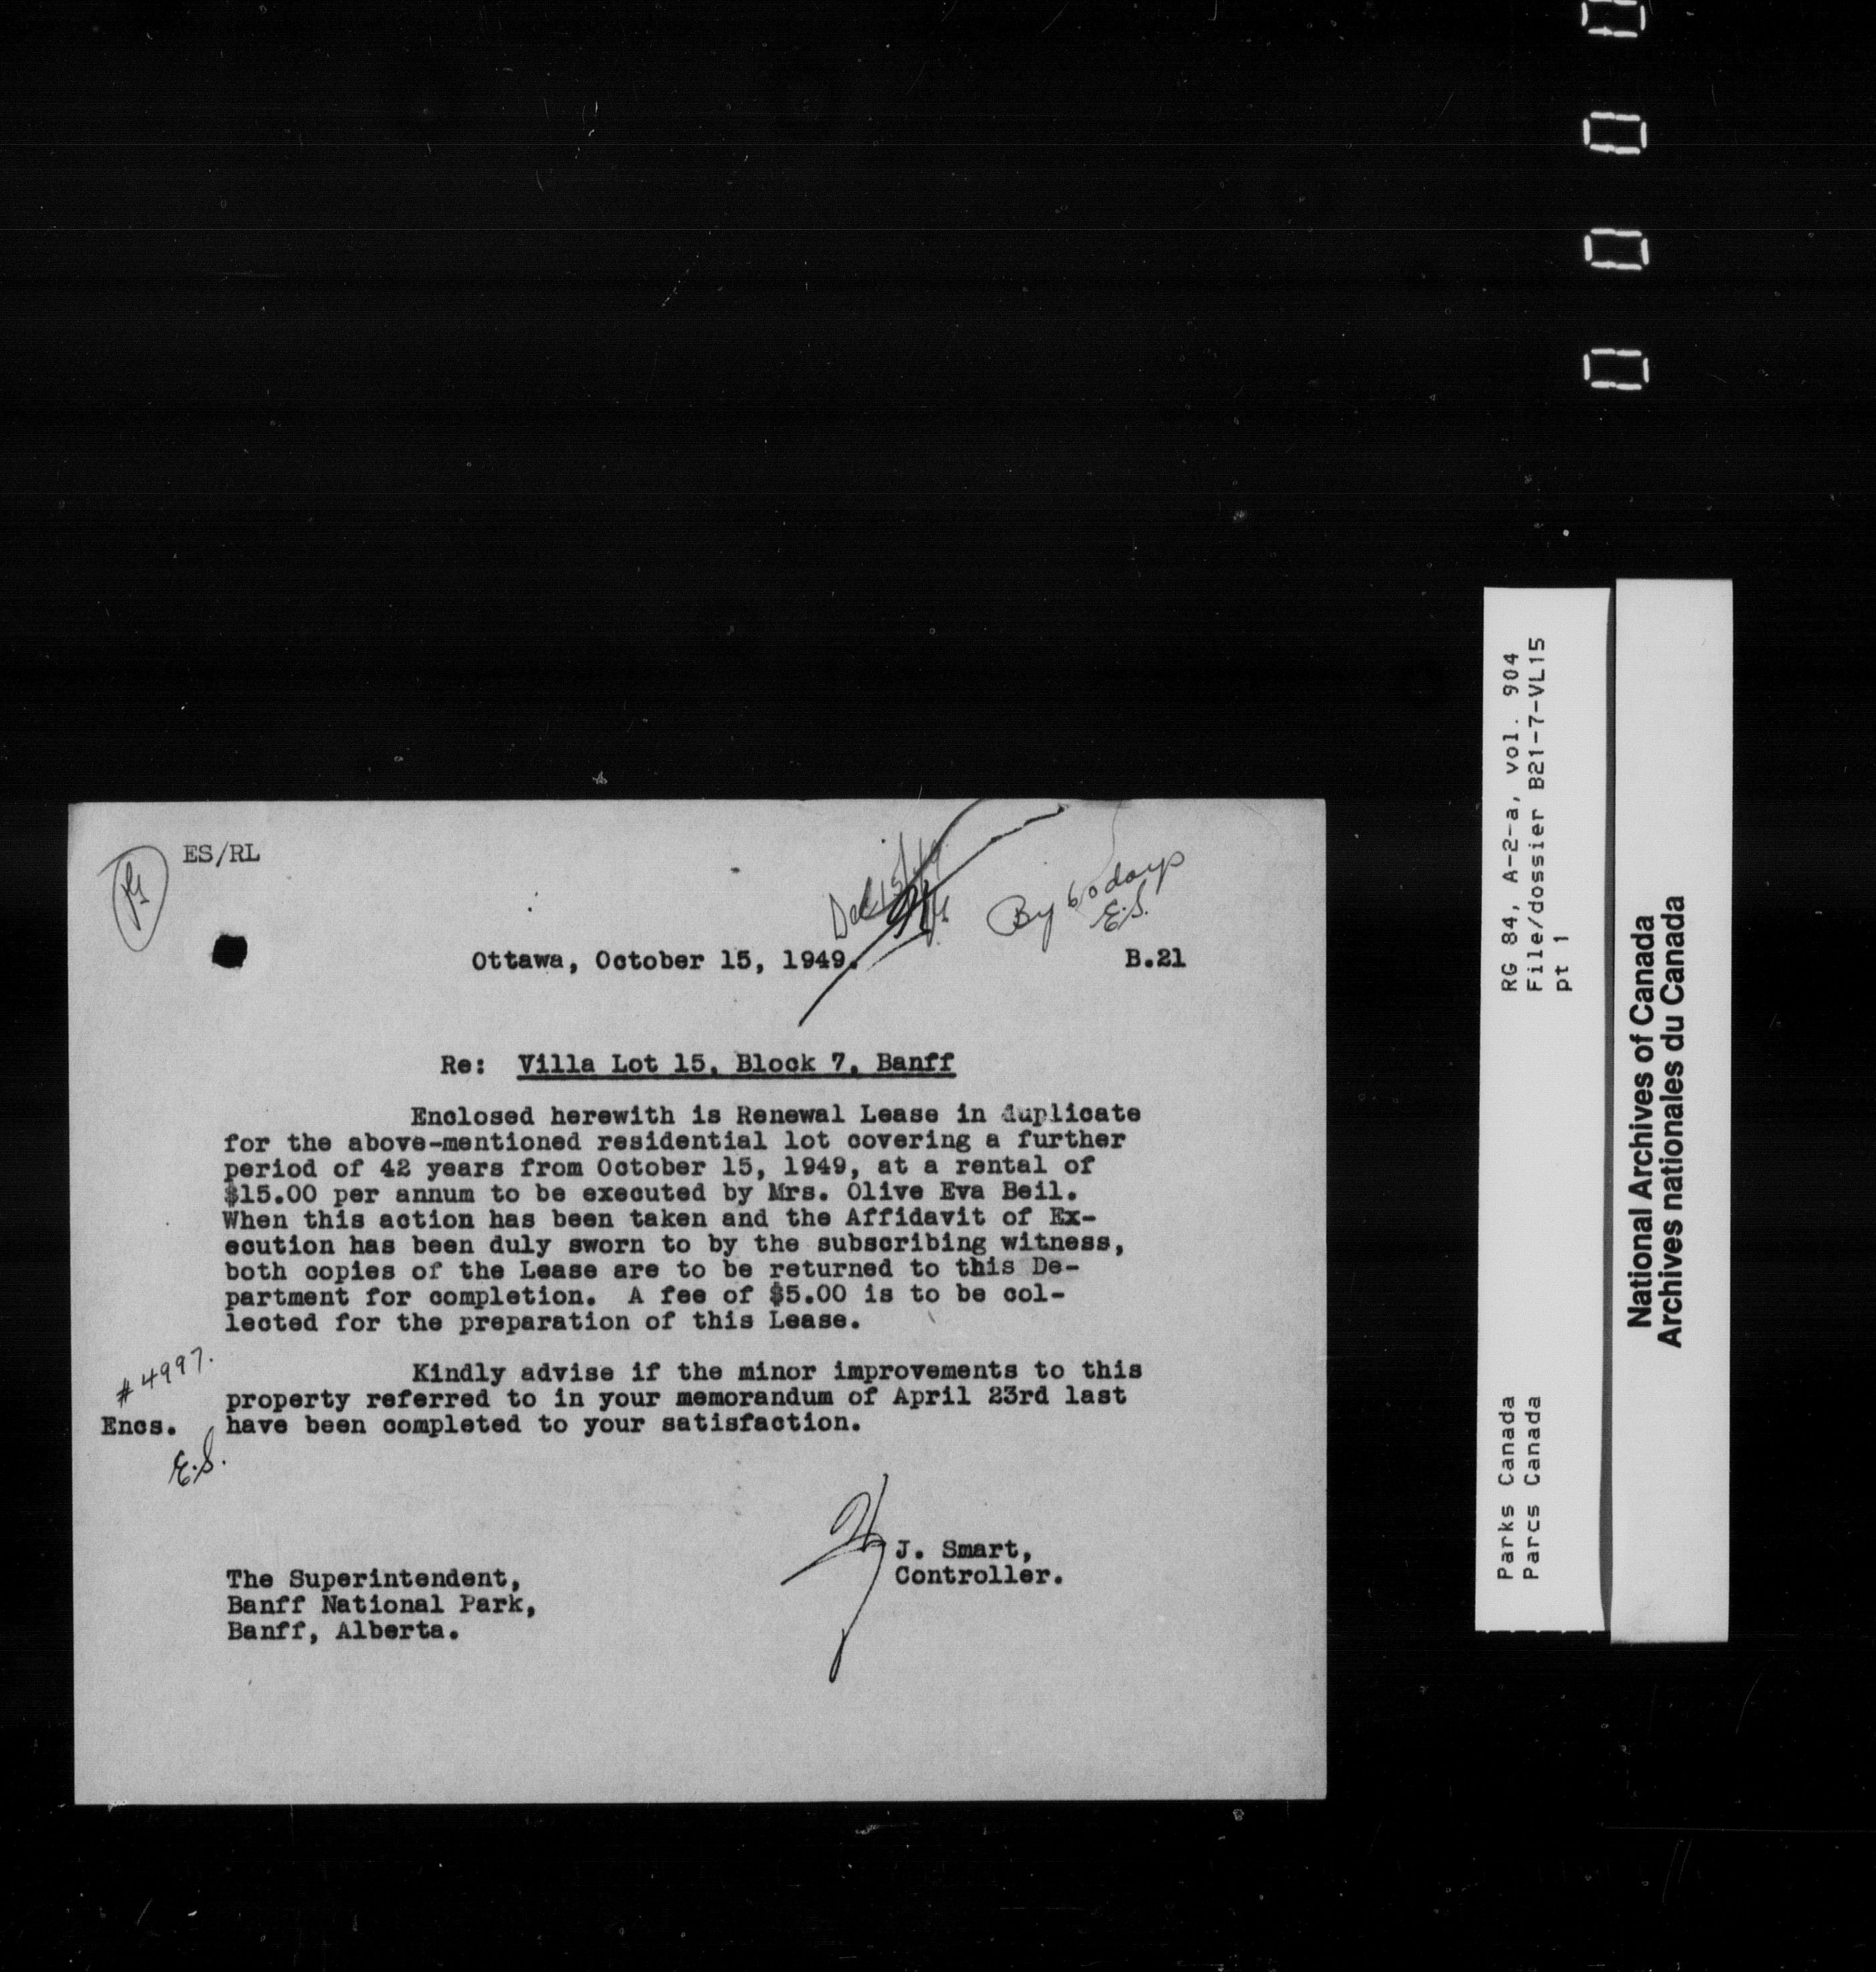 ES/RL
By 60 days
E.S.
Ottawa, October 15, 1949.
B.21
Re: Villa Lot 15, Block 7, Banff
Enclosed herewith is Renewal Lease in duplicate
for the above-mentioned residential lot covering a further
period of 42 years from October 15, 1949, at a rental of
$15.00 per annum to be executed by Mrs. Olive Eva Beil.
When this action has been taken and the Affidavit of Ex-
ecution has been duly sworn to by the subscribing witness,
both copies of the Lease are to be returned to this De-
partment for completion. A fee of $5.00 is to be col-
lected for the preparation of this Lease.
Kindly advise if the minor improvements to this
property referred to in your memorandum of April 23rd last
have been completed to your satisfaction.
# 4997.
Encs.
E.S.
J. Smart,
Controller.
The Superintendent,
Banff National Park,
Banff, Alberta.
0 0 0 0
RG 84, A-2-a, vol. 904
File/dossier B21-7-VL15
pt 1
Parks Canada
Parcs Canada
National Archives of Canada
Archives nationales du Canada